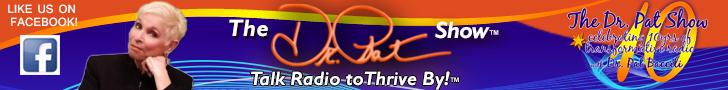 LIKE US ON
FACEBOOK!
f
The Dr. Pat Show™
Talk Radio to Thrive By!™
The Dr. Pat Show
celebrating 10 yrs of
transformative radio
Dr. Pat Baccili
10